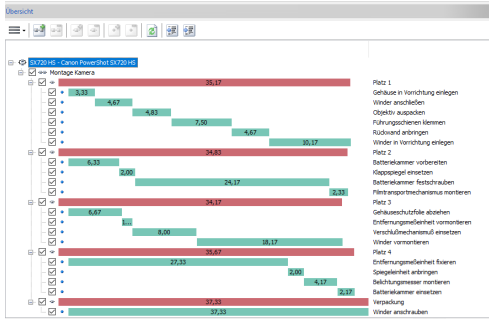 Übersicht
SX720 HS - Canon PowerShot SX720 HS
Montage Kamera
35,17 Platz 1
3,33 Gehäuse in Vorrichtung einlegen
4,67 Winder anschließen
4,83 Objektiv auspacken
7,50 Führungsschienen klemmen
4,67 Rückwand anbringen
10,17 Winder in Vorrichtung einlegen
34,83 Platz 2
6,33 Batteriekammer vorbereiten
2,00 Klappspiegel einsetzen
24,17 Batteriekammer festschrauben
2,33 Filmtransportmechanismus montieren
34,17 Platz 3
6,67 Gehäuseschutzfolie abziehen
1... Entfernungsmeßeinheit vormontieren
8,00 Verschlußmechanismuß einsetzen
18,17 Winder vormontieren
35,67 Platz 4
27,33 Entfernungsmeßeinheit fixieren
2,00 Spiegeleinheit anbringen
4,17 Belichtungsmesser montieren
2,17 Batteriekammer einsetzen
37,33 Verpackung
37,33 Winder anschrauben